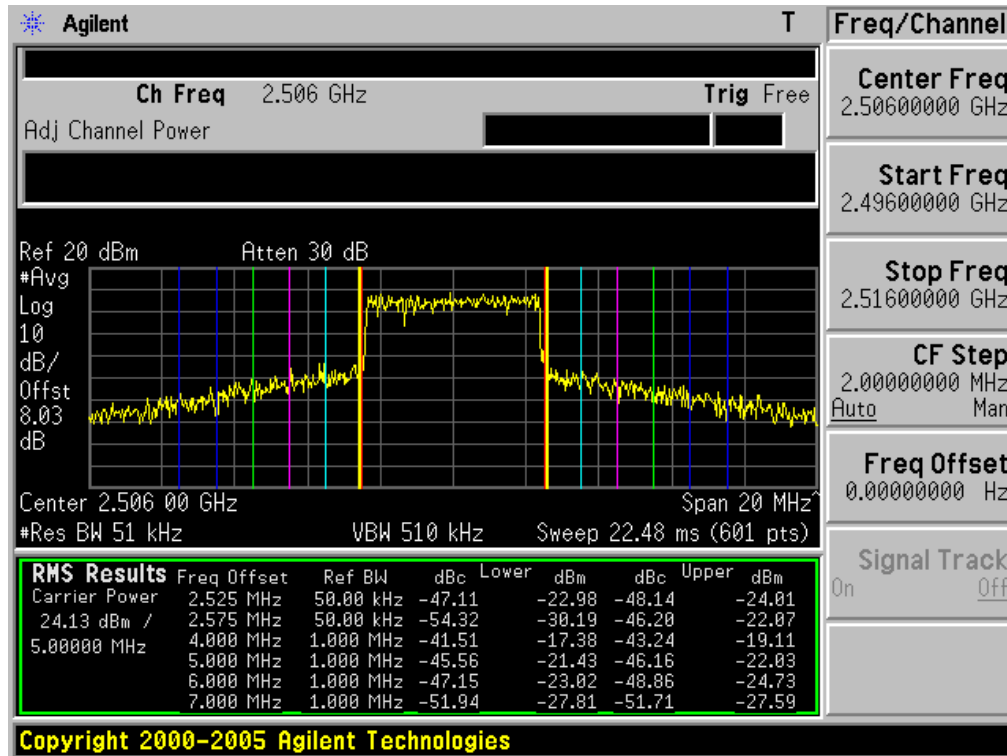 Agilent T
Ch Freq 2.506 GHz Trig Free
Adj Channel Power
Ref 20 dBm Atten 30 dB
#Avg
Log
10
dB/
Offst
8.03
dB
Center 2.506 00 GHz Span 20 MHz^
#Res BW 51 kHz VBW 510 kHz Sweep 22.48 ms (601 pts)
RMS Results Freq Offset Ref BW dBc Lower dBm dBc Upper dBm
Carrier Power 2.525 MHz 50.00 kHz -47.11 -22.98 -48.14 -24.01
24.13 dBm / 2.575 MHz 50.00 kHz -54.32 -30.19 -46.20 -22.07
5.00000 MHz 4.000 MHz 1.000 MHz -41.51 -17.38 -43.24 -19.11
5.000 MHz 1.000 MHz -45.56 -21.43 -46.16 -22.03
6.000 MHz 1.000 MHz -47.15 -23.02 -48.86 -24.73
7.000 MHz 1.000 MHz -51.94 -27.81 -51.71 -27.59
Copyright 2000-2005 Agilent Technologies
Freq/Channel
Center Freq
2.50600000 GHz
Start Freq
2.49600000 GHz
Stop Freq
2.51600000 GHz
CF Step
2.00000000 MHz
Auto Man
Freq Offset
0.00000000 Hz
Signal Track
On Off